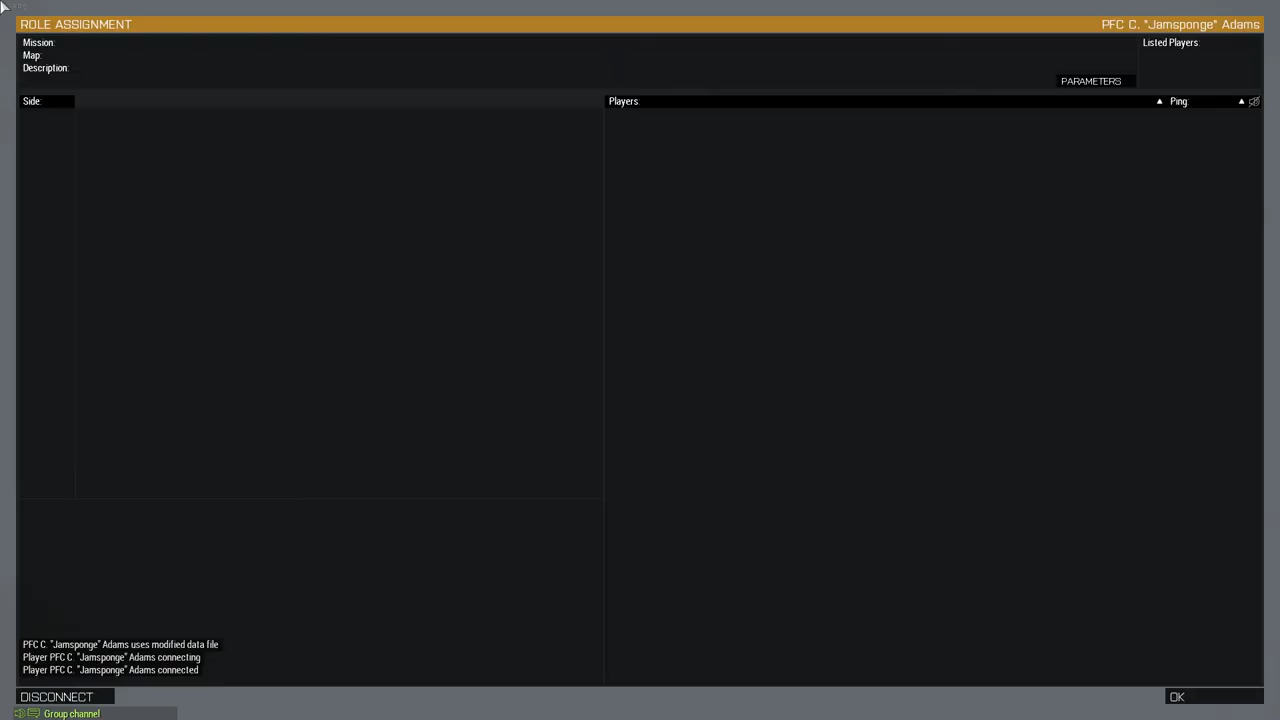 ROLE ASSIGNMENT
PFC C. "Jamsponge" Adams
Mission:
Map:
Description:
Listed Players:
PARAMETERS
Side:
Players:
Ping:
PFC C. "Jamsponge" Adams uses modified data file
Player PFC C. "Jamsponge" Adams connecting
Player PFC C. "Jamsponge" Adams connected
DISCONNECT
OK
Group channel